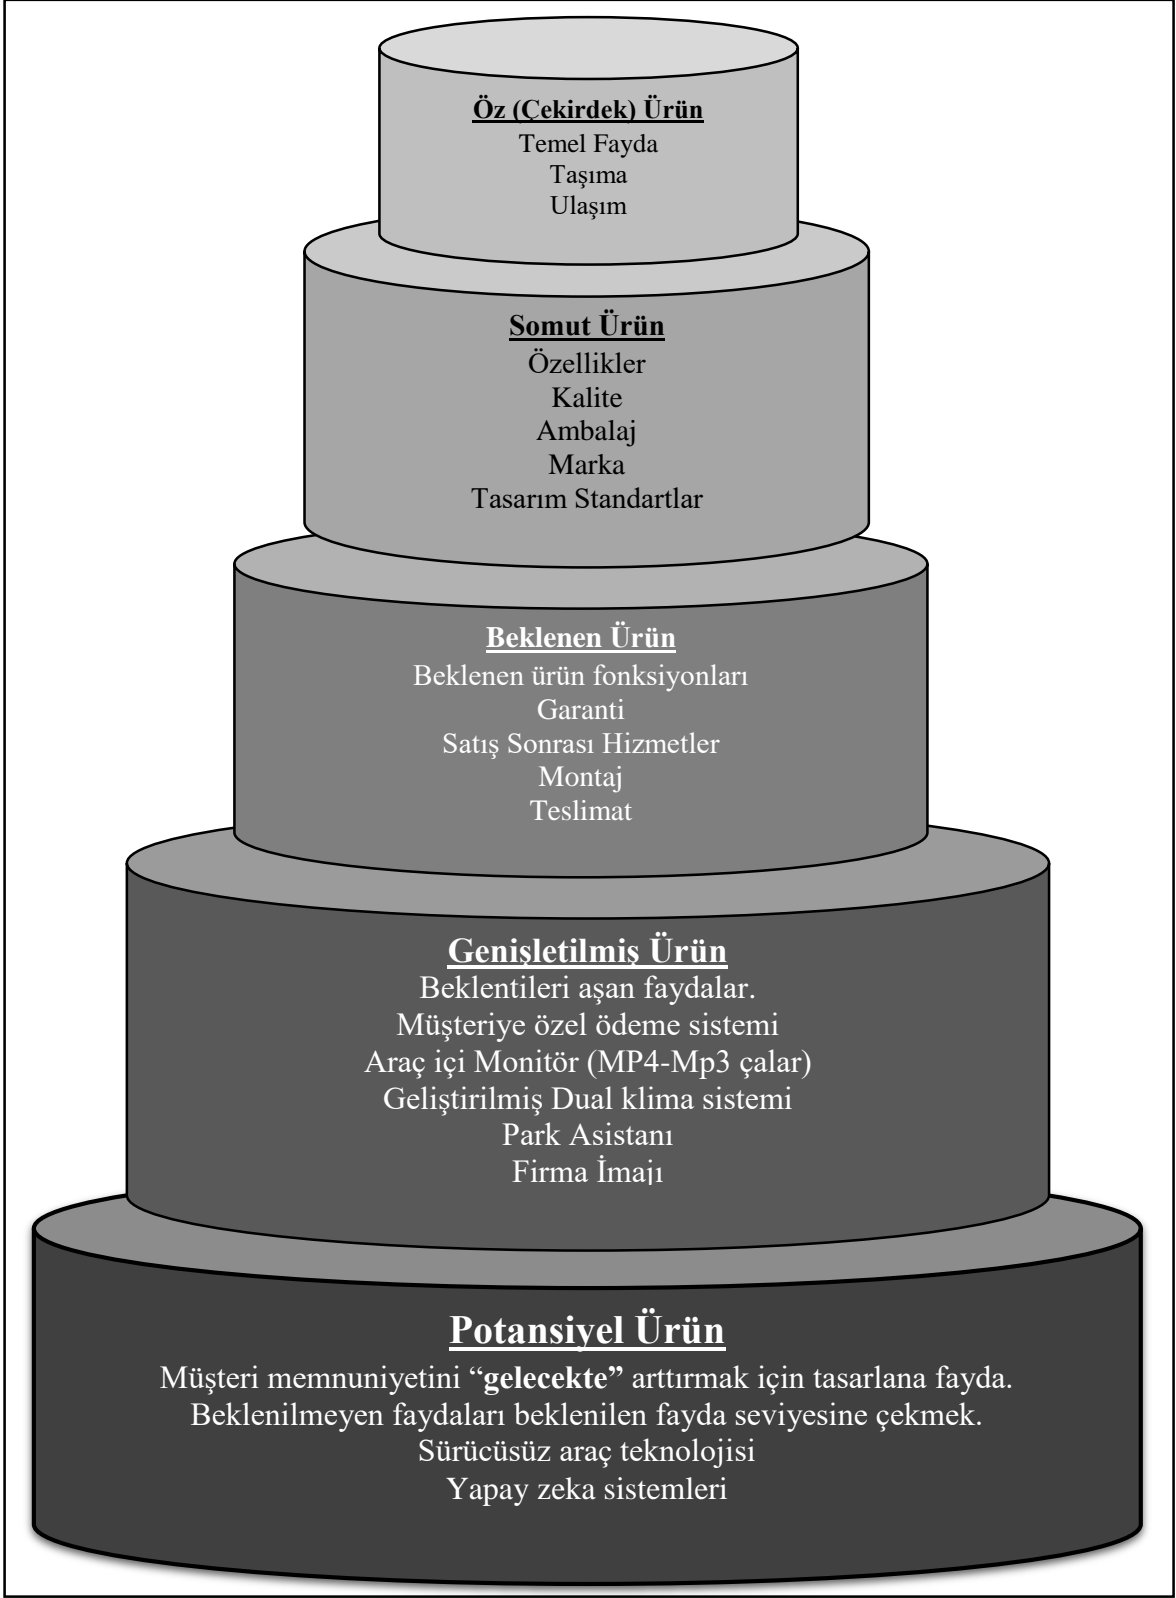 Öz (Çekirdek) Ürün
Temel Fayda
Taşıma
Ulaşım
Somut Ürün
Özellikler
Kalite
Ambalaj
Marka
Tasarım Standartlar
Beklenen Ürün
Beklenen ürün fonksiyonları
Garanti
Satış Sonrası Hizmetler
Montaj
Teslimat
Genişletilmiş Ürün
Beklentileri aşan faydalar.
Müşteriye özel ödeme sistemi
Araç içi Monitör (MP4-Mp3 çalar)
Geliştirilmiş Dual klima sistemi
Park Asistanı
Firma İmajı
Potansiyel Ürün
Müşteri memnuniyetini “gelecekte” arttırmak için tasarlana fayda.
Beklenilmeyen faydaları beklenilen fayda seviyesine çekmek.
Sürücüsüz araç teknolojisi
Yapay zeka sistemleri